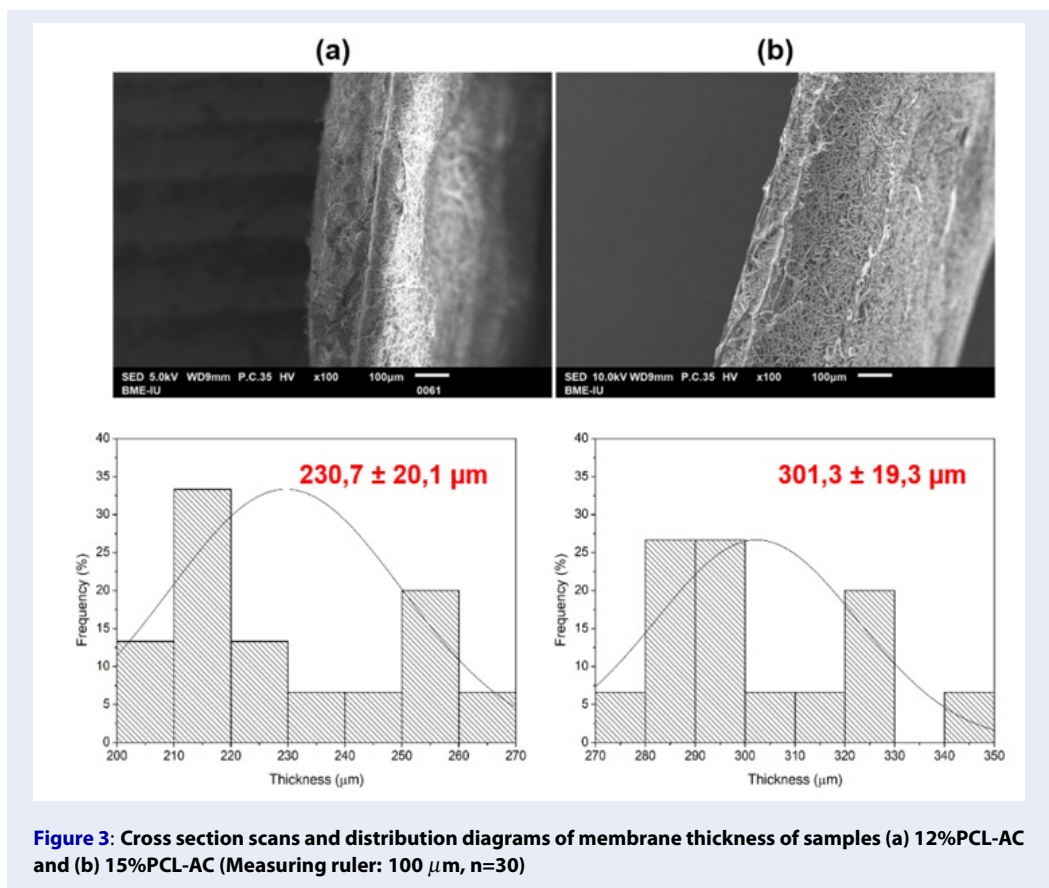 (a)
(b)
SED 5.0kV WD9mm P.C.35 HV x100 100μm
BME-IU 0061
SED 10.0kV WD9mm P.C.35 HV x100 100μm
BME-IU
230,7 ± 20,1 μm
40
35
30
25
20
15
10
5
0
Frequency (%)
200 210 220 230 240 250 260 270
Thickness (μm)
301,3 ± 19,3 μm
40
35
30
25
20
15
10
5
0
Frequency (%)
270 280 290 300 310 320 330 340 350
Thickness (μm)
Figure 3: Cross section scans and distribution diagrams of membrane thickness of samples (a) 12%PCL-AC
and (b) 15%PCL-AC (Measuring ruler: 100 μm, n=30)